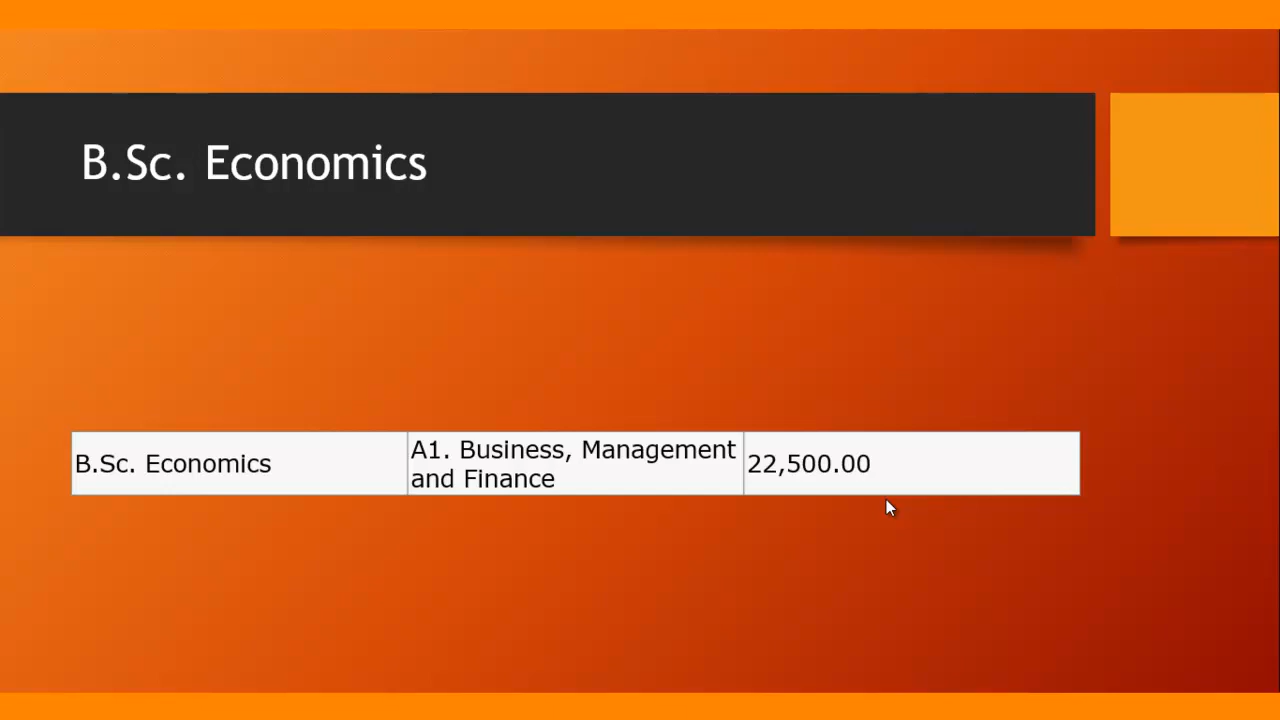 B.Sc. Economics
B.Sc. Economics
A1. Business, Management
and Finance
22,500.00